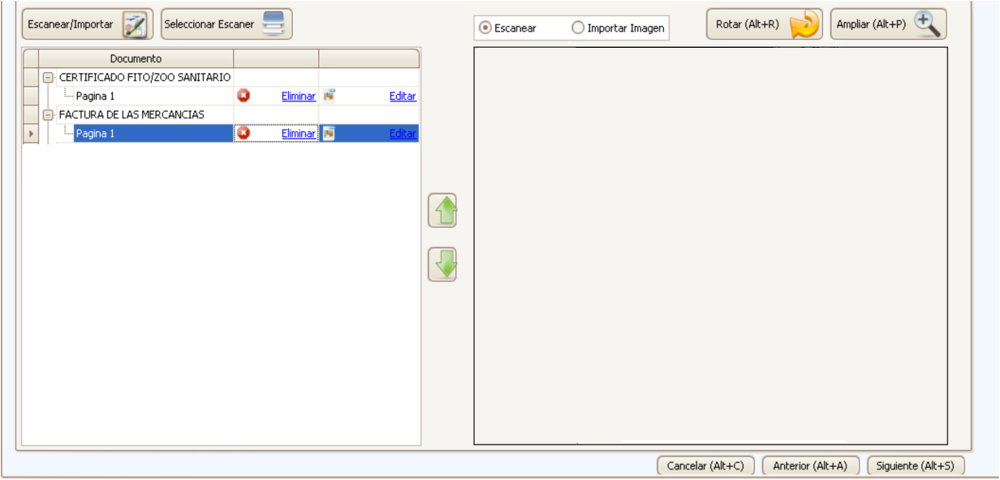 Escanear/Importar
Seleccionar Escaner
Escanear
Importar Imagen
Rotar (Alt+R)
Ampliar (Alt+P)
Documento
CERTIFICADO FITO/ZOO SANITARIO
Pagina 1 Eliminar Editar
FACTURA DE LAS MERCANCIAS
Pagina 1 Eliminar Editar
Cancelar (Alt+C)
Anterior (Alt+A)
Siguiente (Alt+S)